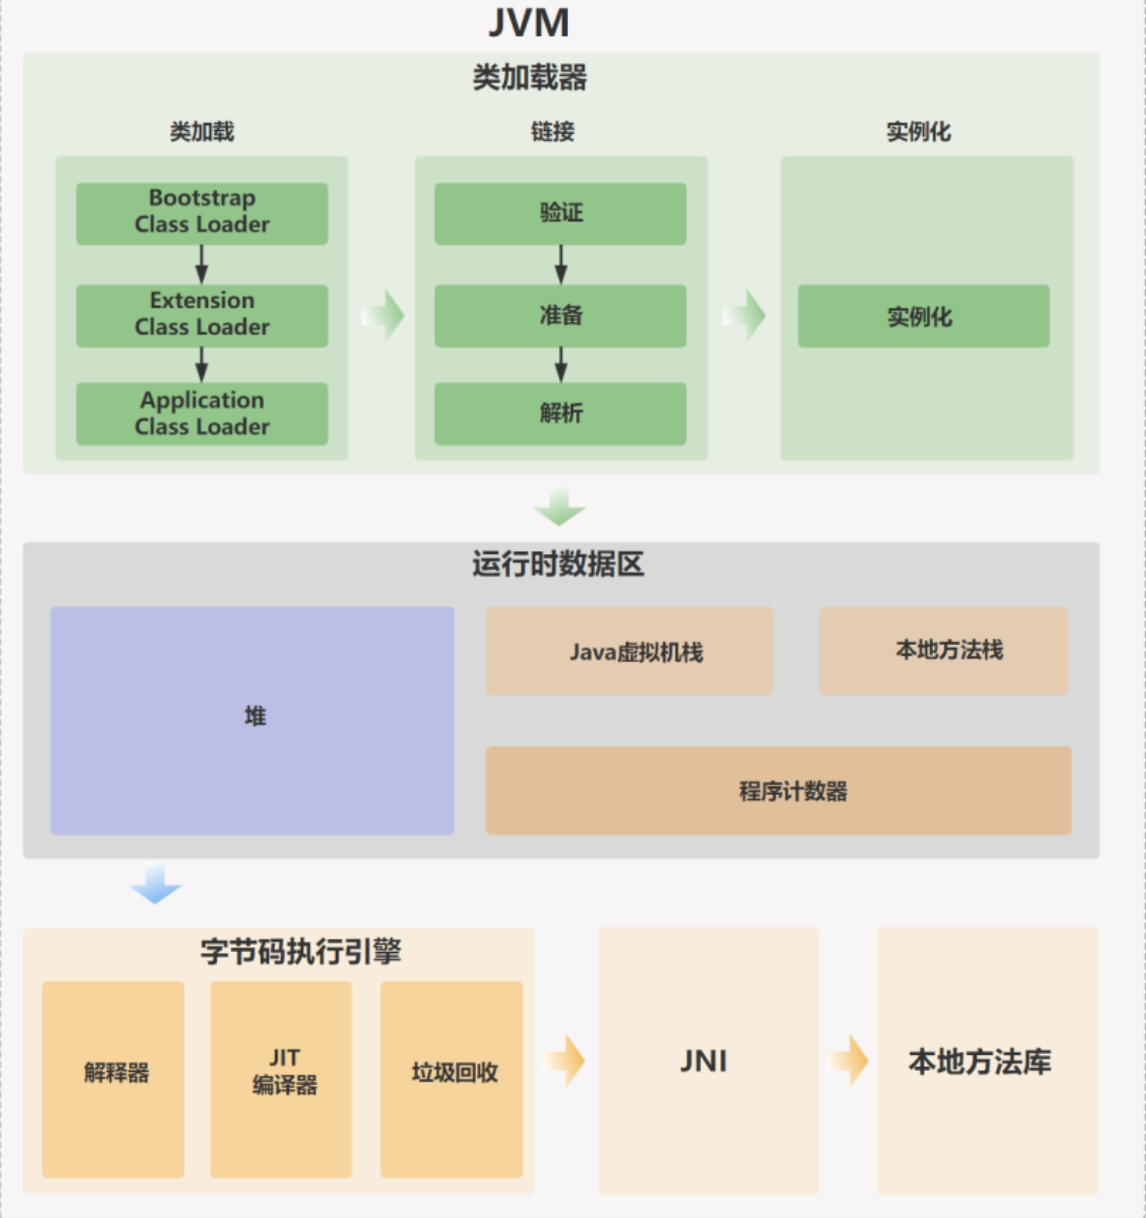 JVM
类加载器
类加载
链接
实例化
Bootstrap
Class Loader
Extension
Class Loader
Application
Class Loader
验证
准备
解析
实例化
运行时数据区
堆
Java虚拟机栈
本地方法栈
程序计数器
字节码执行引擎
解释器
JIT
编译器
垃圾回收
JNI
本地方法库